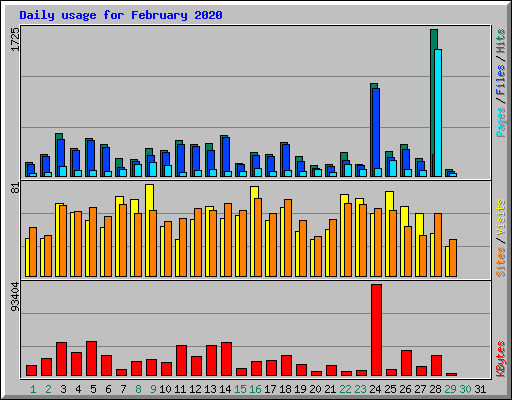 Daily usage for February 2020
1725
Pages / Files / Hits
81
Sites / Visits
93404
KBytes
1 2 3 4 5 6 7 8 9 10 11 12 13 14 15 16 17 18 19 20 21 22 23 24 25 26 27 28 29 30 31